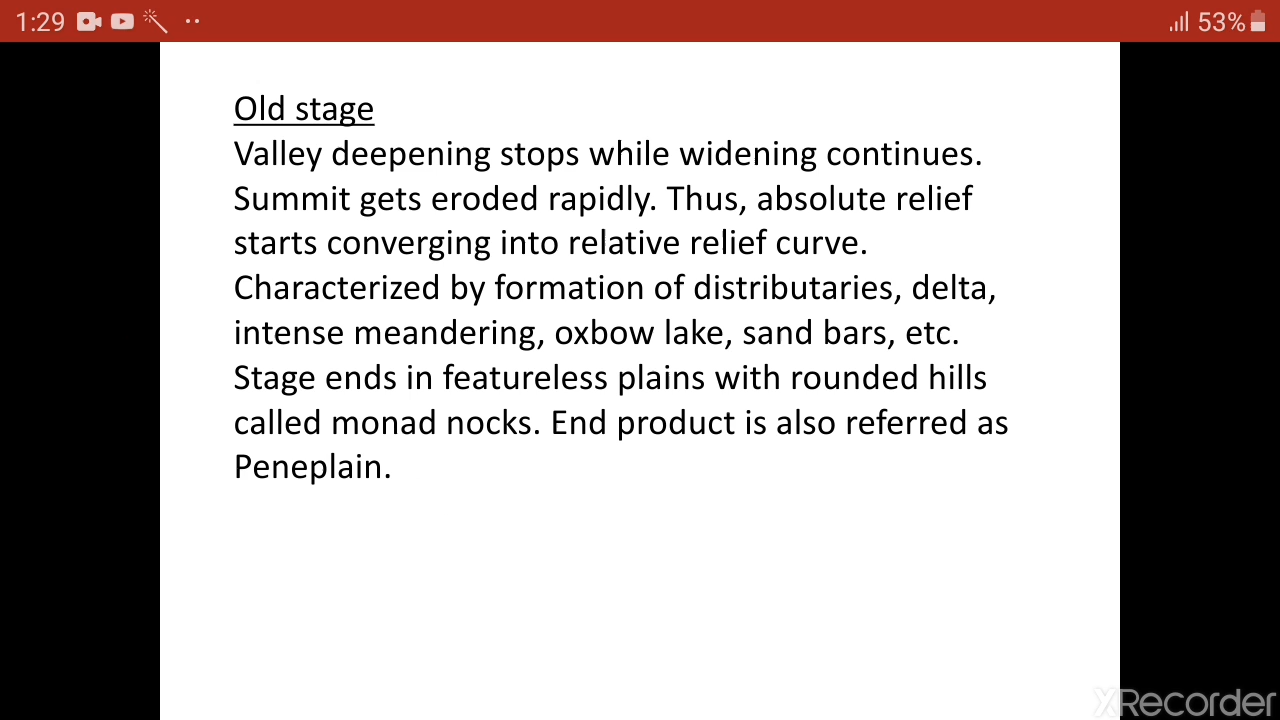 1:29
53%
Old stage
Valley deepening stops while widening continues.
Summit gets eroded rapidly. Thus, absolute relief
starts converging into relative relief curve.
Characterized by formation of distributaries, delta,
intense meandering, oxbow lake, sand bars, etc.
Stage ends in featureless plains with rounded hills
called monad nocks. End product is also referred as
Peneplain.
XRecorder